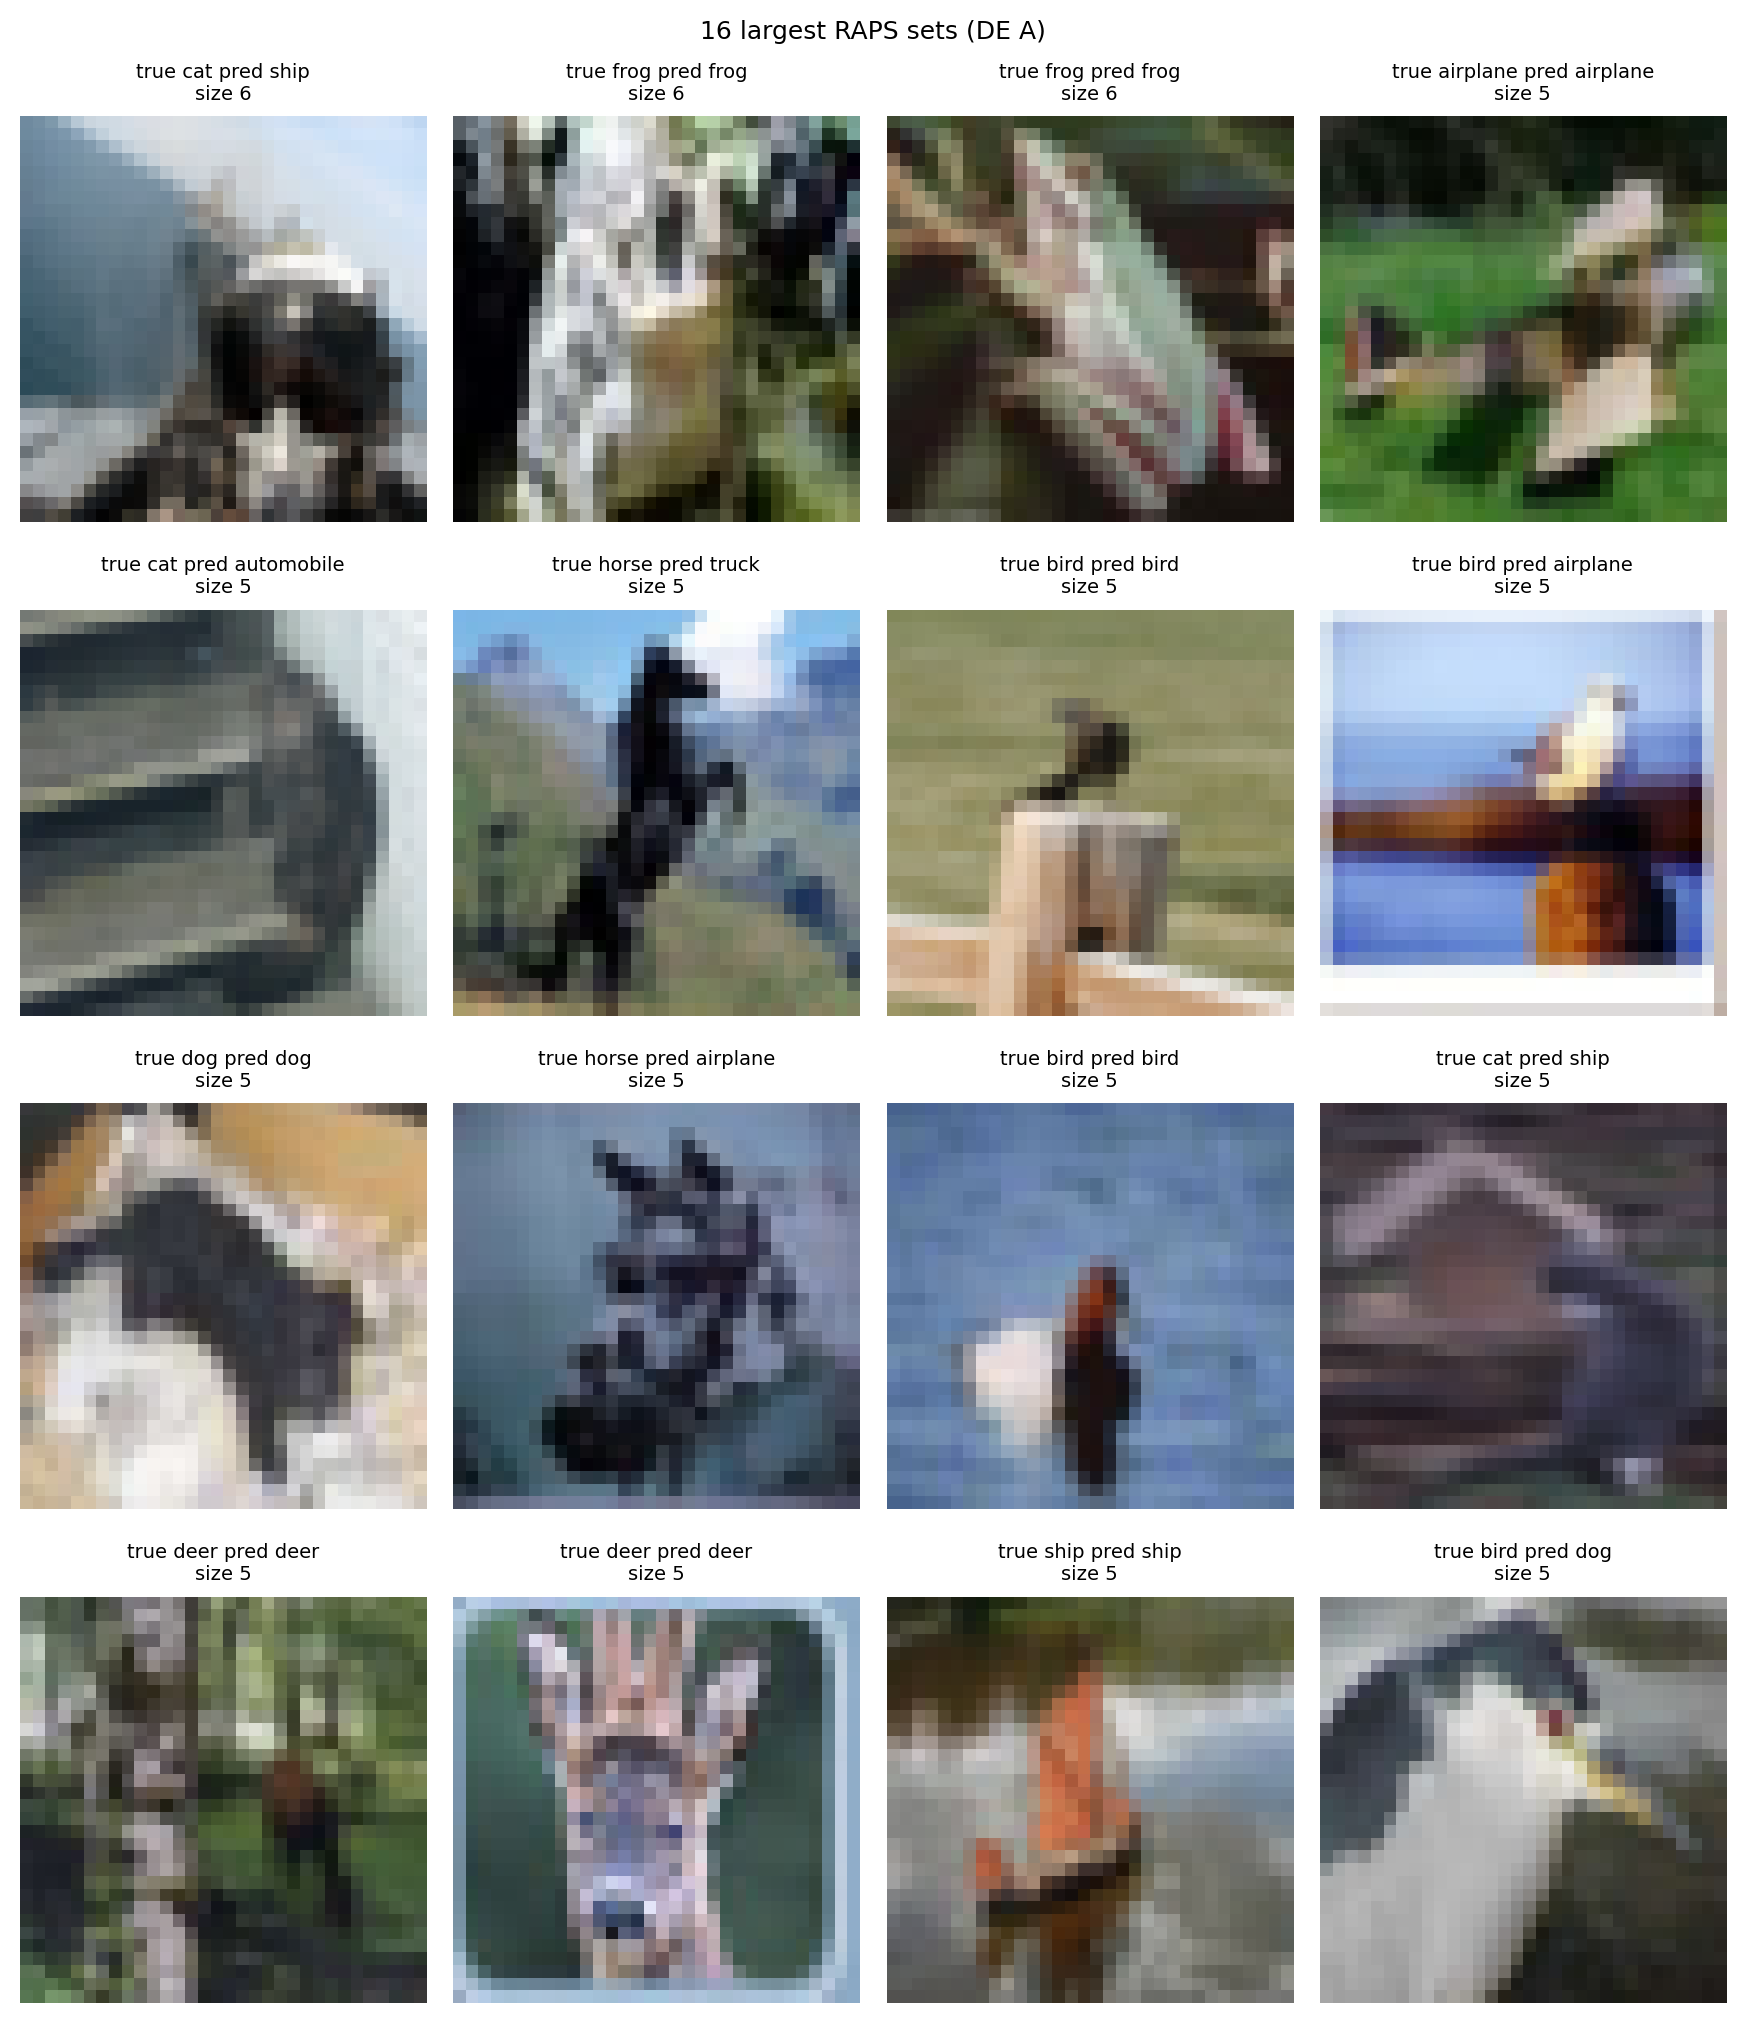 16 largest RAPS sets (DE A)
true cat pred ship
size 6
true frog pred frog
size 6
true frog pred frog
size 6
true airplane pred airplane
size 5
true cat pred automobile
size 5
true horse pred truck
size 5
true bird pred bird
size 5
true bird pred airplane
size 5
true dog pred dog
size 5
true horse pred airplane
size 5
true bird pred bird
size 5
true cat pred ship
size 5
true deer pred deer
size 5
true deer pred deer
size 5
true ship pred ship
size 5
true bird pred dog
size 5